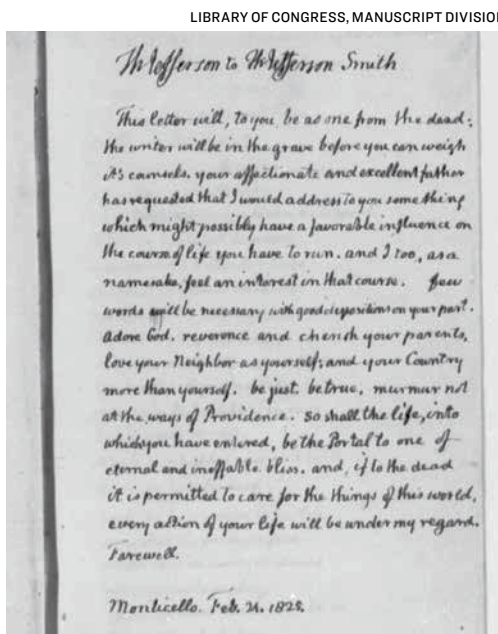 LIBRARY OF CONGRESS, MANUSCRIPT DIVISION
Th Jefferson to Th Jefferson Smith
This letter will, to you, be as one from the dead;
the writer will be in the grave before you can weigh
it's counsels. your affectionate and excellent father
has requested that I would address to you something
which might possibly have a favorable influence on
the course of life you have to run. and I too, as a
namesake, feel an interest in that course. few
words will be necessary with good dispositions on your part.
adore God. reverence and cherish your parents,
love your Neighbor as yourself; and your Country
more than yourself. be just. be true. murmur not
at the ways of Providence. so shall the life, into
which you have entered, be the Portal to one of
eternal and ineffable bliss. and, if to the dead
it is permitted to care for the things of this world,
every action of your life will be under my regard.
Farewell.
Monticello. Feb. 21. 1825.